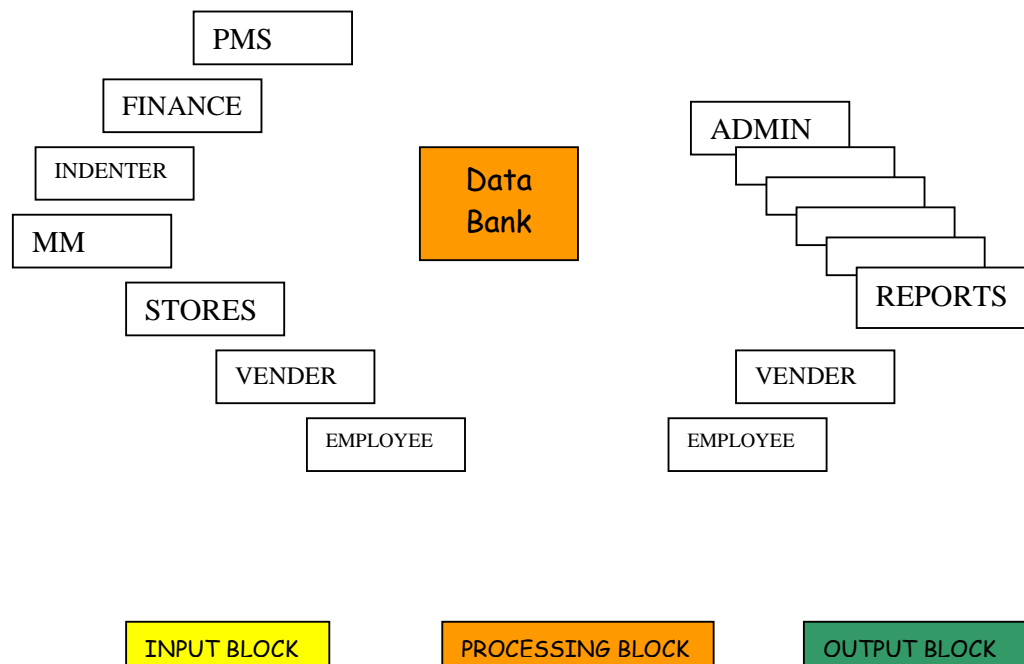 PMS
FINANCE
ADMIN
INDENTER
Data
Bank
MM
REPORTS
STORES
VENDER
VENDER
EMPLOYEE
EMPLOYEE
INPUT BLOCK
PROCESSING BLOCK
OUTPUT BLOCK